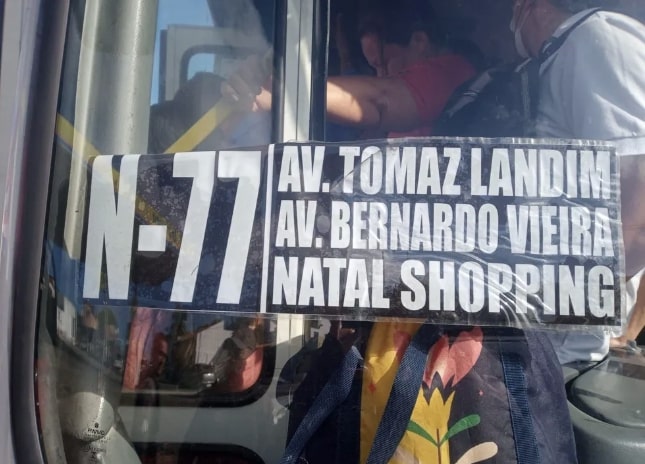 N-77
AV. TOMAZ LANDIM
AV. BERNARDO VIEIRA
NATAL SHOPPING